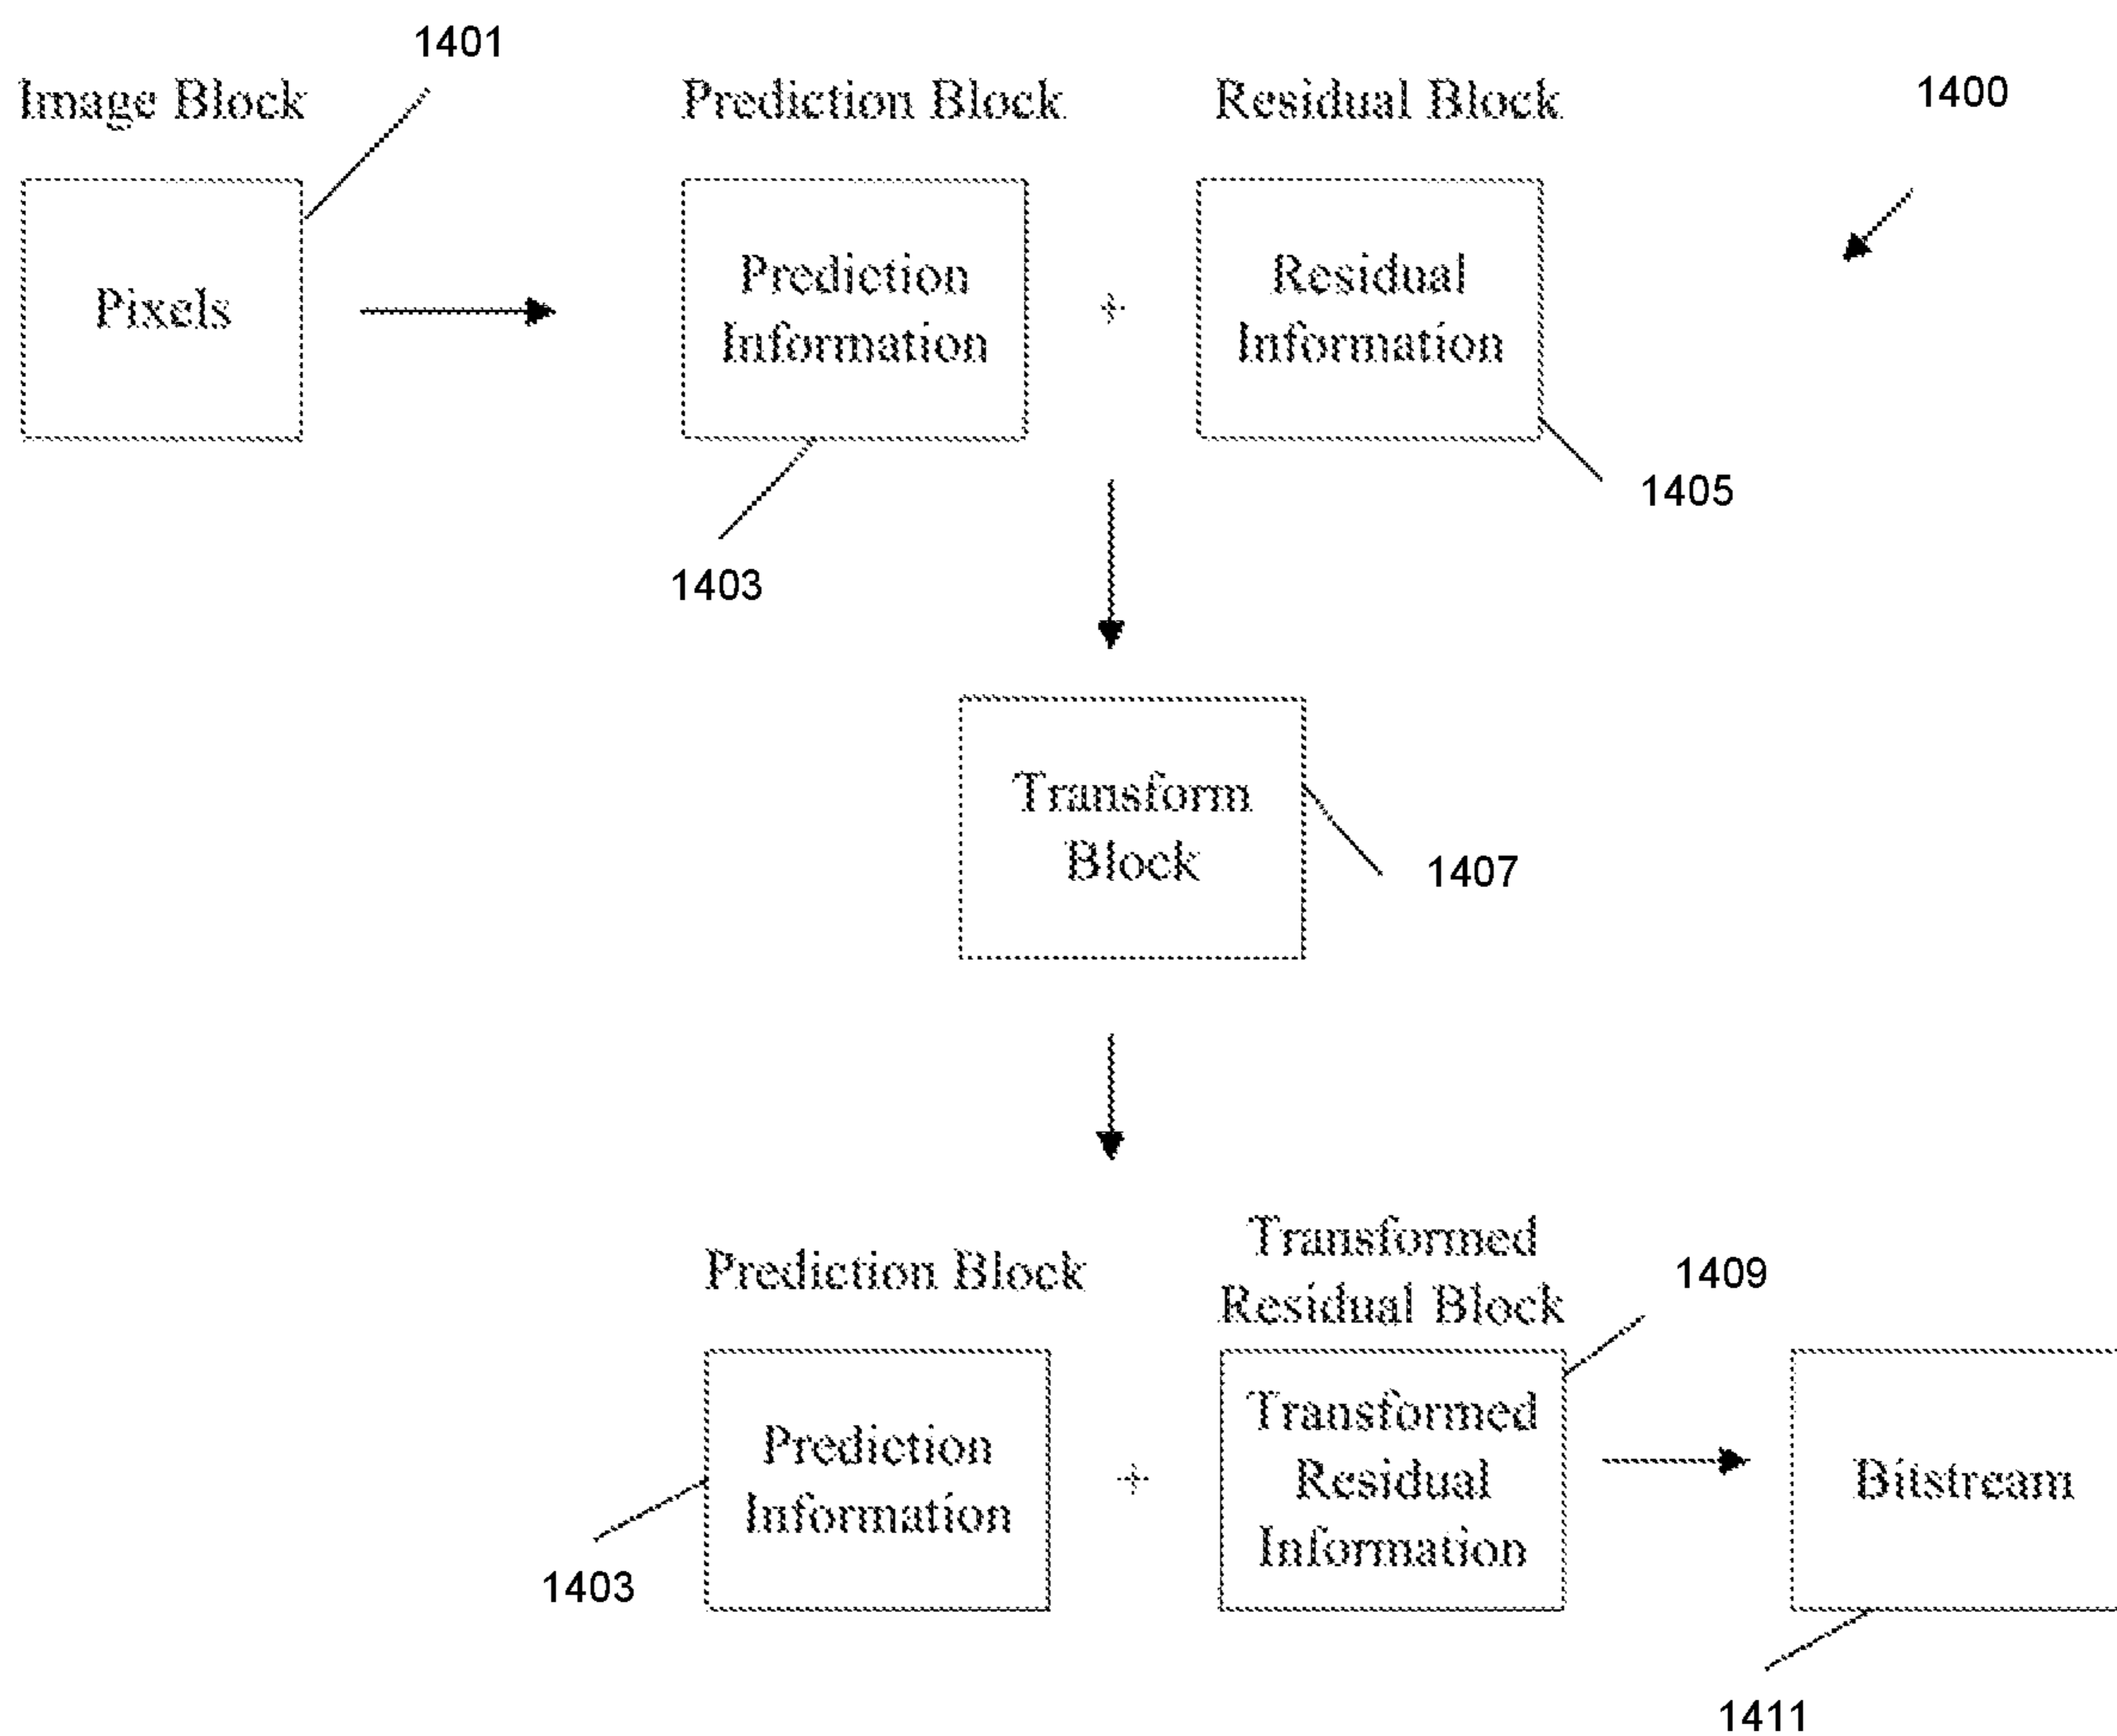 1401
Image Block
Prediction Block
Residual Block
1400
Pixels
Prediction
Information
+
Residual
Information
1405
1403
Transform
Block
1407
Prediction Block
Transformed
Residual Block
1409
Prediction
Information
+
Transformed
Residual
Information
Bitstream
1403
1411